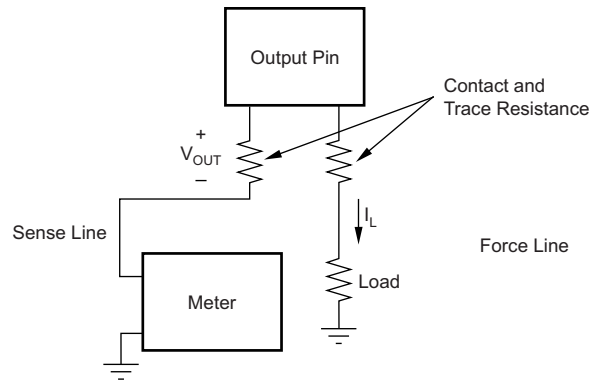 Output Pin
Contact and
Trace Resistance
+
V_OUT
–
I_L
Sense Line
Force Line
Load
Meter